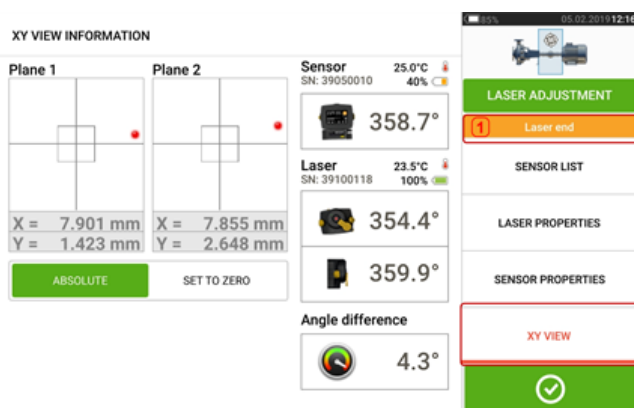 XY VIEW INFORMATION
Plane 1
X = 7.901 mm
Y = 1.423 mm
Plane 2
X = 7.855 mm
Y = 2.648 mm
ABSOLUTE
SET TO ZERO
Sensor 25.0°C
SN: 39050010 40%
358.7°
Laser 23.5°C
SN: 39100118 100%
354.4°
359.9°
Angle difference
4.3°
85% 05.02.2019 12:16
LASER ADJUSTMENT
1 Laser end
SENSOR LIST
LASER PROPERTIES
SENSOR PROPERTIES
XY VIEW